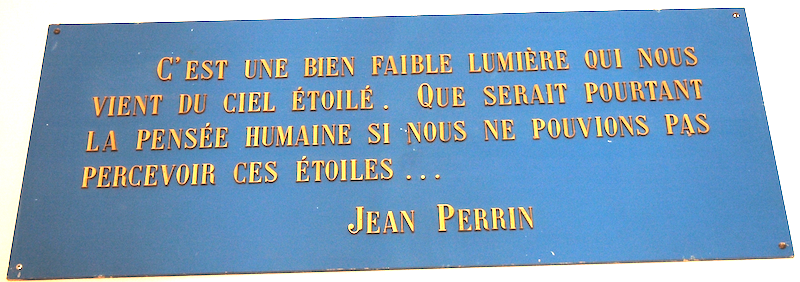 C'EST UNE BIEN FAIBLE LUMIÈRE QUI NOUS
VIENT DU CIEL ÉTOILÉ. QUE SERAIT POURTANT
LA PENSÉE HUMAINE SI NOUS NE POUVIONS PAS
PERCEVOIR CES ÉTOILES...
JEAN PERRIN